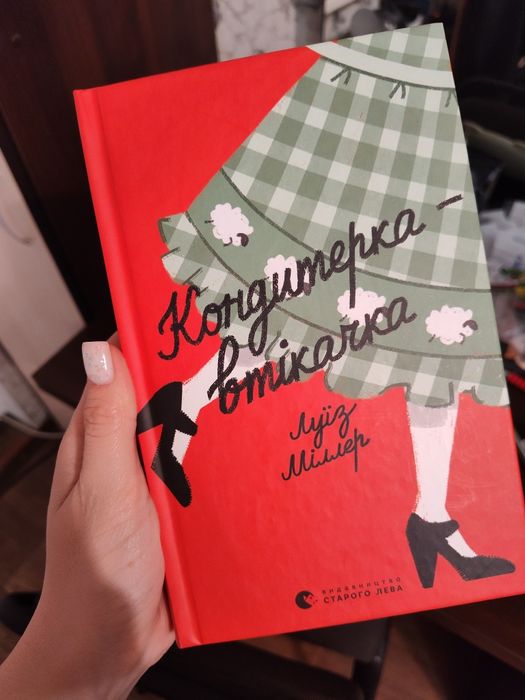 Кондитерка –
втікачка
Луїз
Міллер
видавництво
СТАРОГО ЛЕВА